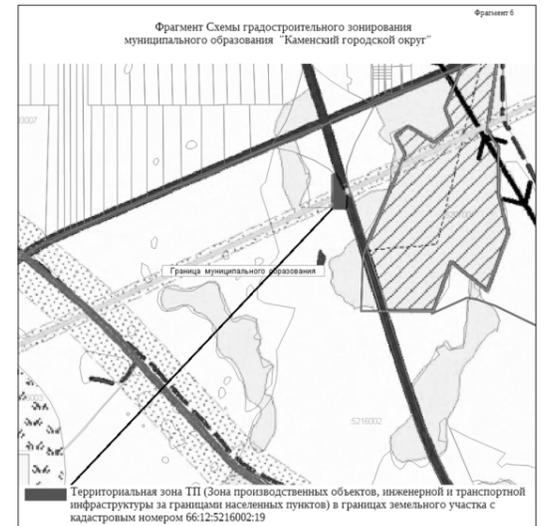 Фрагмент 6
Фрагмент Схемы градостроительного зонирования
муниципального образования "Каменский городской округ"
Граница муниципального образования
:5216002
Территориальная зона ТП (Зона производственных объектов, инженерной и транспортной
инфраструктуры за границами населенных пунктов) в границах земельного участка с
кадастровым номером 66:12:5216002:19